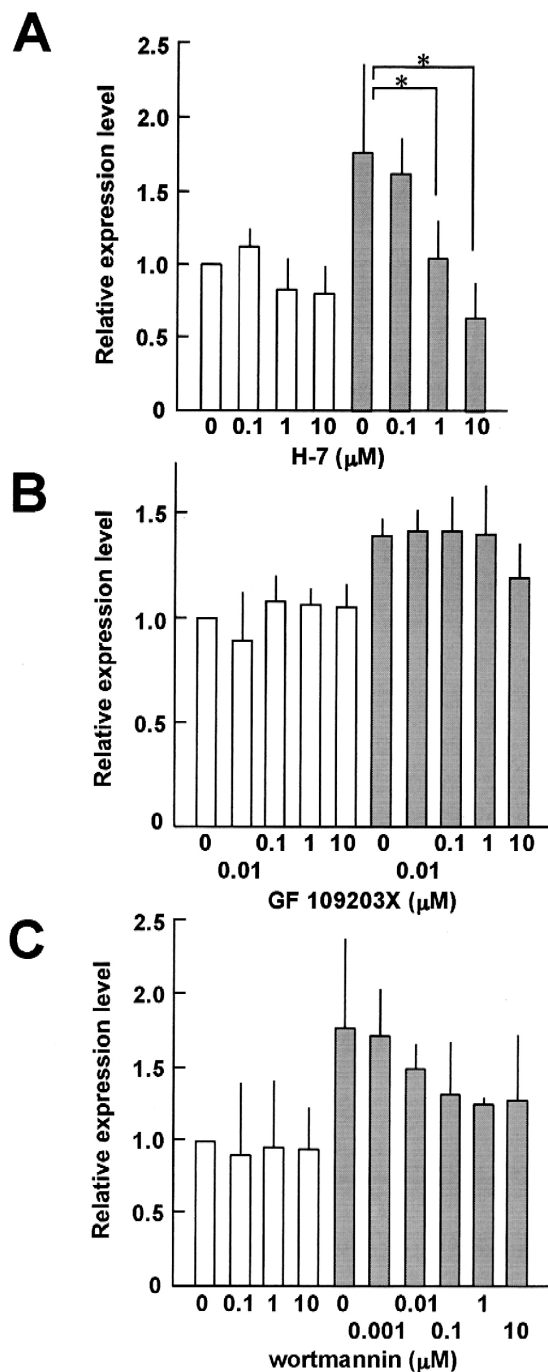 A
Relative expression level
2.5
2.0
1.5
1.0
0.5
0
* 
*
0 0.1 1 10 0 0.1 1 10
H-7 (μM)
B
Relative expression level
1.5
1.0
0.5
0
0 0.1 1 10 0 0.1 1 10
0.01 0.01
GF 109203X (μM)
C
Relative expression level
2.5
2.0
1.5
1.0
0.5
0
0 0.1 1 10 0 0.01 1
0.001 0.1 10
wortmannin (μM)